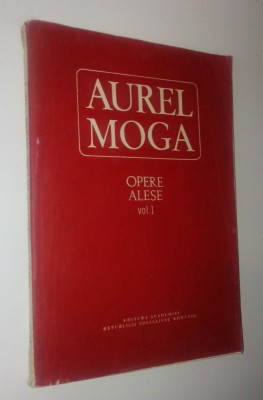 AUREL
MOGA
OPERE
ALESE
vol. I
EDITURA ACADEMIEI
REPUBLICII SOCIALISTE ROMÂNIA